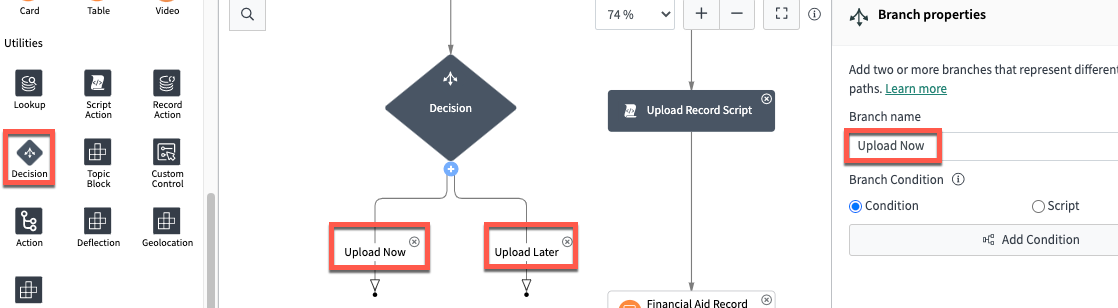 Card
Table
Video
Utilities
Lookup
Script
Action
Record
Action
Decision
Topic
Block
Custom
Control
Action
Deflection
Geolocation
74 %
Decision
Upload Now
Upload Later
Upload Record Script
Financial Aid Record
Branch properties
Add two or more branches that represent different
paths. Learn more
Branch name
Upload Now
Branch Condition
Condition
Script
Add Condition